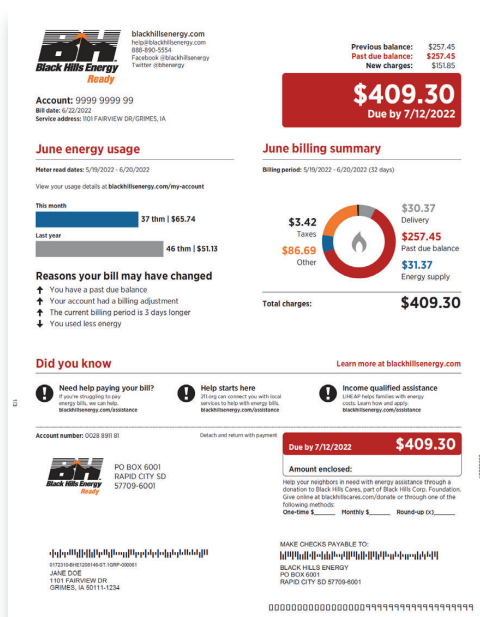 BH
Black Hills Energy
Ready
blackhillsenergy.com
help@blackhillsenergy.com
888-890-5554
Facebook @blackhillsenergy
Twitter @bhenergy
Account: 9999 9999 99
Bill date: 6/22/2022
Service address: 1101 FAIRVIEW DR/GRIMES, IA
Previous balance: $257.45
Past due balance: $257.45
New charges: $151.85
$409.30
Due by 7/12/2022
June energy usage
Meter read dates: 5/19/2022 - 6/20/2022
View your usage details at blackhillsenergy.com/my-account
This month
37 thm | $65.74
Last year
46 thm | $51.13
Reasons your bill may have changed
You have a past due balance
Your account had a billing adjustment
The current billing period is 3 days longer
You used less energy
June billing summary
Billing period: 5/19/2022 - 6/20/2022 (32 days)
$3.42
Taxes
$86.69
Other
$30.37
Delivery
$257.45
Past due balance
$31.37
Energy supply
Total charges: $409.30
Did you know
Learn more at blackhillsenergy.com
Need help paying your bill?
If you're struggling to pay
energy bills, we can help.
blackhillsenergy.com/assistance
Help starts here
211.org can connect you with local
services to help with energy bills.
blackhillsenergy.com/assistance
Income qualified assistance
LIHEAP helps families with energy
costs. Learn how and apply.
blackhillsenergy.com/assistance
Account number: 0028 8911 81
Detach and return with payment
BH
Black Hills Energy
Ready
PO BOX 6001
RAPID CITY SD
57709-6001
Due by 7/12/2022 $409.30
Amount enclosed:
Help your neighbors in need with energy assistance through a
donation to Black Hills Cares, part of Black Hills Corp. Foundation.
Give online at blackhillscares.com/donate or through one of the
following methods:
One-time $______ Monthly $______ Round-up (x)______
JANE DOE
1101 FAIRVIEW DR
GRIMES, IA 50111-1234
MAKE CHECKS PAYABLE TO:
BLACK HILLS ENERGY
PO BOX 6001
RAPID CITY SD 57709-6001